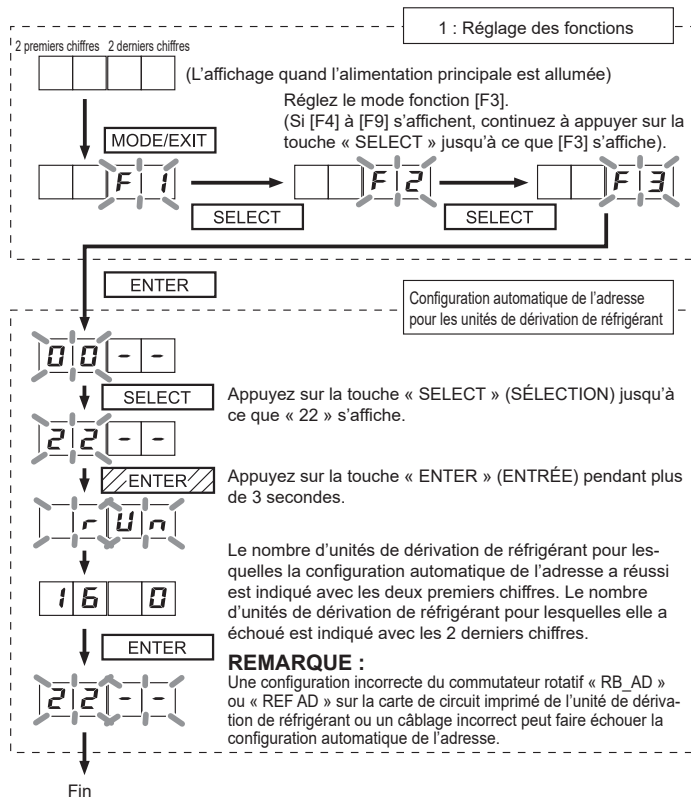 1 : Réglage des fonctions
2 premiers chiffres 2 derniers chiffres
(L'affichage quand l'alimentation principale est allumée)
Réglez le mode fonction [F3].
(Si [F4] à [F9] s'affichent, continuez à appuyer sur la
touche « SELECT » jusqu'à ce que [F3] s'affiche).
MODE/EXIT
F 1
F 2
F 3
SELECT
SELECT
ENTER
Configuration automatique de l'adresse
pour les unités de dérivation de réfrigérant
0 0 - -
SELECT
Appuyez sur la touche « SELECT » (SÉLECTION) jusqu'à
ce que « 22 » s'affiche.
2 2 - -
ENTER
Appuyez sur la touche « ENTER » (ENTRÉE) pendant plus
de 3 secondes.
r U n
Le nombre d'unités de dérivation de réfrigérant pour les-
quelles la configuration automatique de l'adresse a réussi
est indiqué avec les deux premiers chiffres. Le nombre
d'unités de dérivation de réfrigérant pour lesquelles elle a
échoué est indiqué avec les 2 derniers chiffres.
1 6 0
ENTER
REMARQUE :
Une configuration incorrecte du commutateur rotatif « RB_AD »
ou « REF AD » sur la carte de circuit imprimé de l'unité de dériva-
tion de réfrigérant ou un câblage incorrect peut faire échouer la
configuration automatique de l'adresse.
2 2 - -
Fin